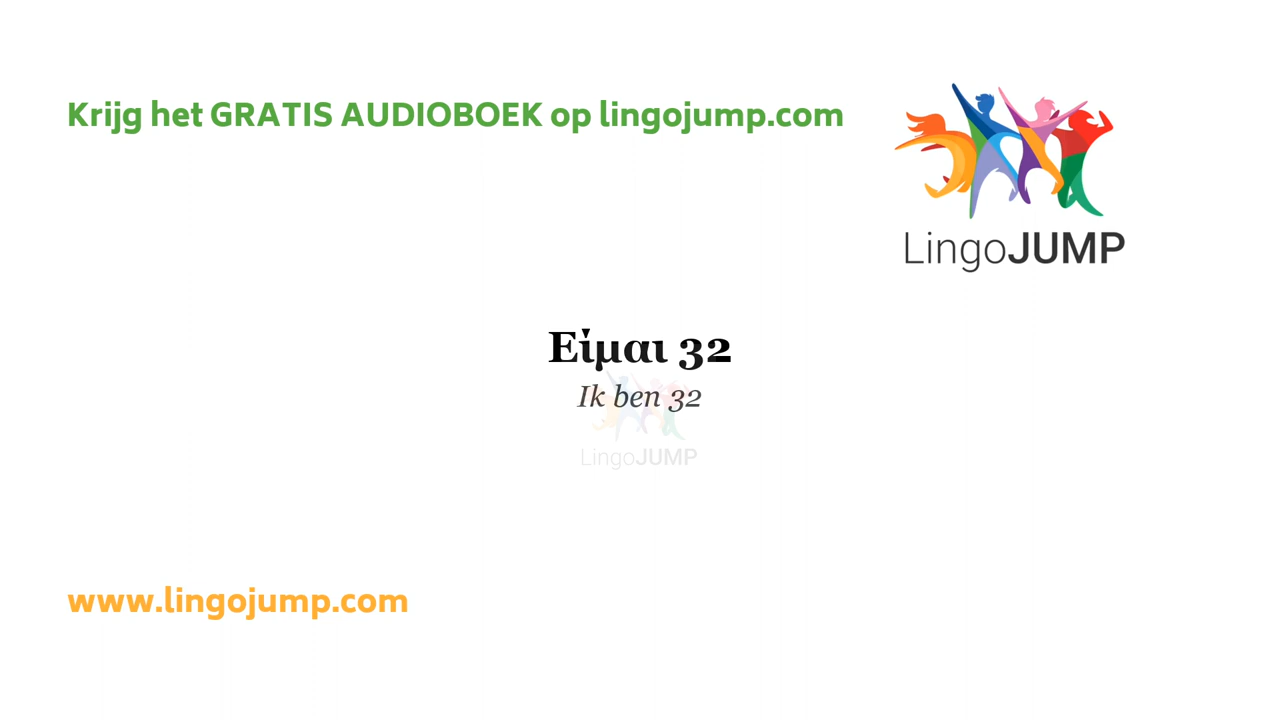 Krijg het GRATIS AUDIOBOEK op lingojump.com
LingoJUMP
Είμαι 32
Ik ben 32
LingoJUMP
www.lingojump.com